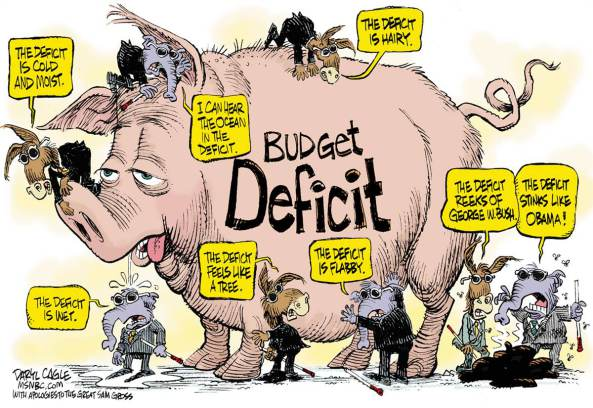 THE DEFICIT
IS COLD
AND MOIST.
I CAN HEAR
THE OCEAN
IN THE
DEFICIT.
THE DEFICIT
IS HAIRY.
BUDGET
DEFICIT
THE DEFICIT
REEKS OF
GEORGE W. BUSH.
THE DEFICIT
STINKS LIKE
OBAMA!
THE DEFICIT
FEELS LIKE
A TREE.
THE DEFICIT
IS FLABBY.
THE DEFICIT
IS WET.
DARYL CAGLE
MSNBC.COM
WITH APOLOGIES TO THE GREAT SAM GROSS